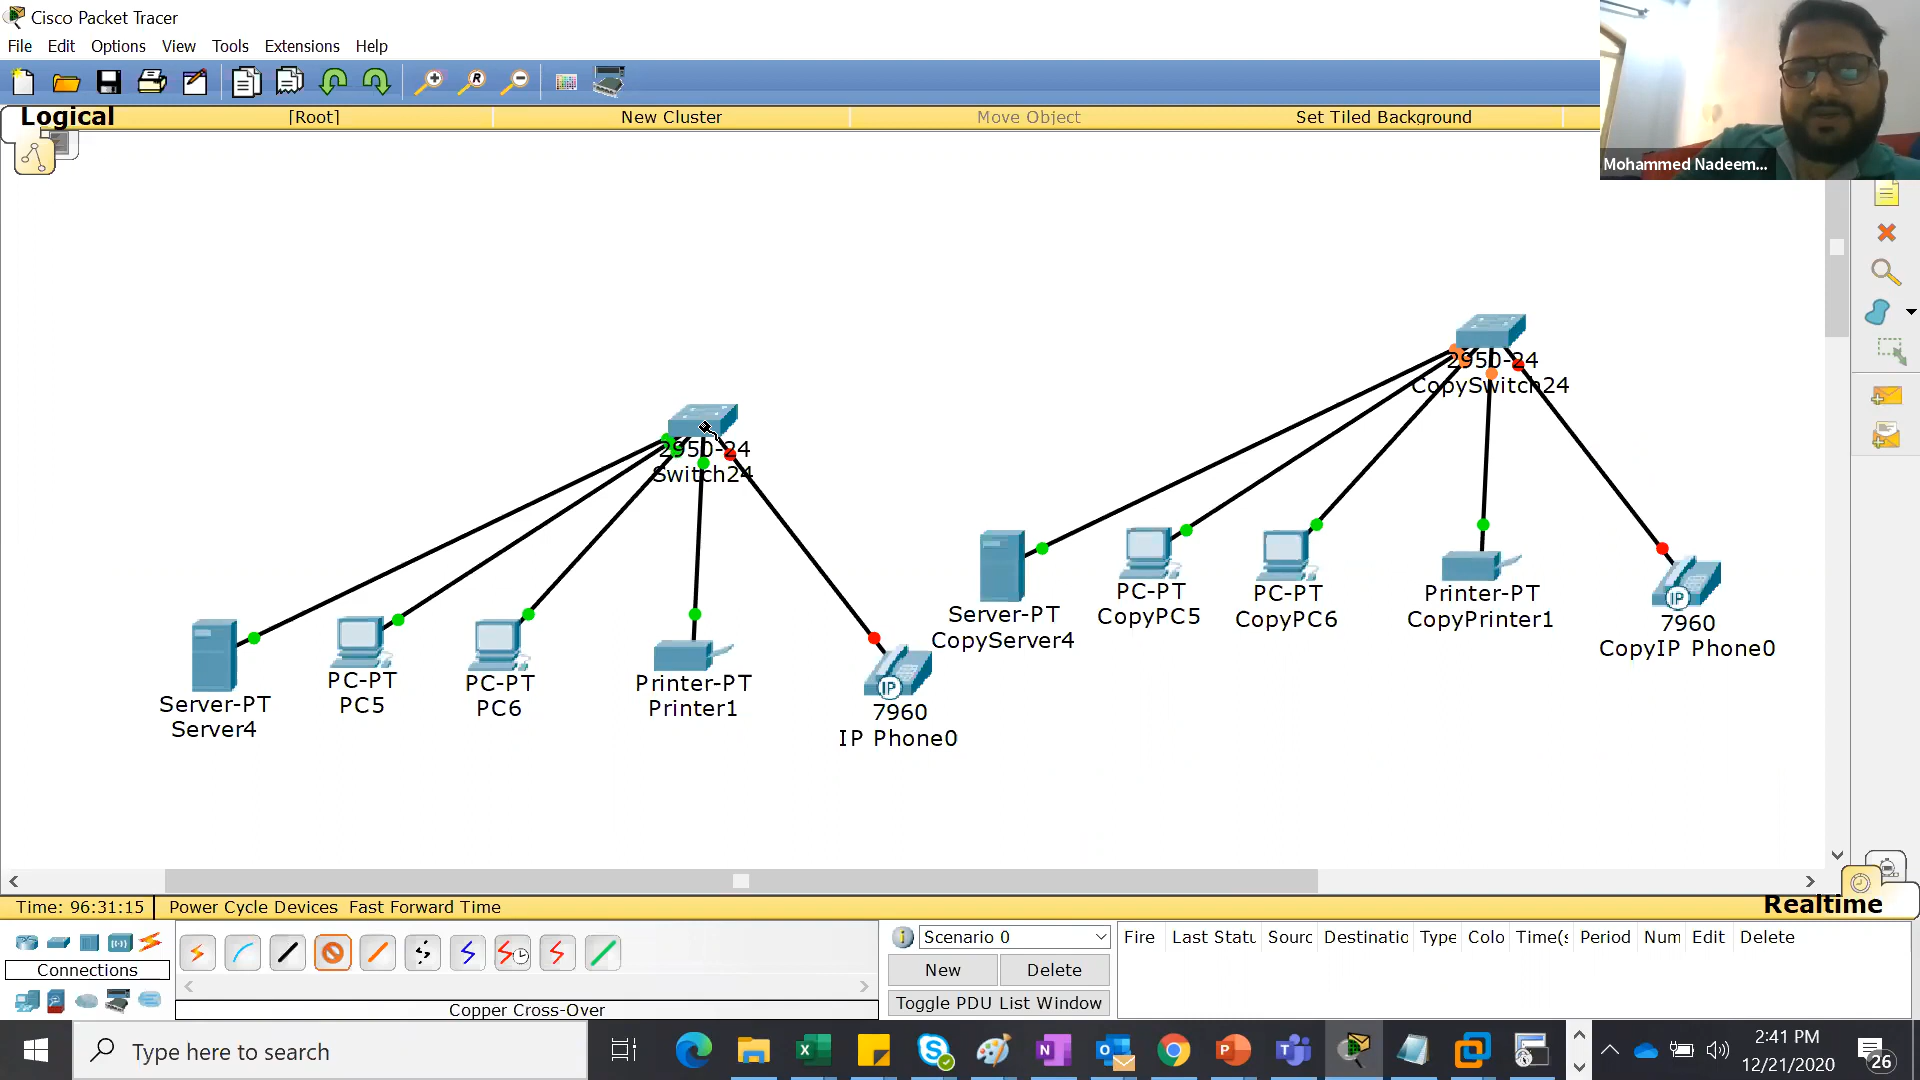 Cisco Packet Tracer
File Edit Options View Tools Extensions Help
Logical [Root] New Cluster Move Object Set Tiled Background
Mohammed Nadeem...
2950-24
CopySwitch24
2950-24
Switch24
Server-PT
CopyServer4
PC-PT
CopyPC5
PC-PT
CopyPC6
Printer-PT
CopyPrinter1
7960
CopyIP Phone0
Server-PT
Server4
PC-PT
PC5
PC-PT
PC6
Printer-PT
Printer1
IP
7960
IP Phone0
IP
Time: 96:31:15 Power Cycle Devices Fast Forward Time Realtime
Connections
Copper Cross-Over
Scenario 0
New Delete
Toggle PDU List Window
Fire Last Statu Sourc Destinatio Type Colo Time(s Period Num Edit Delete
Type here to search
2:41 PM
12/21/2020
26